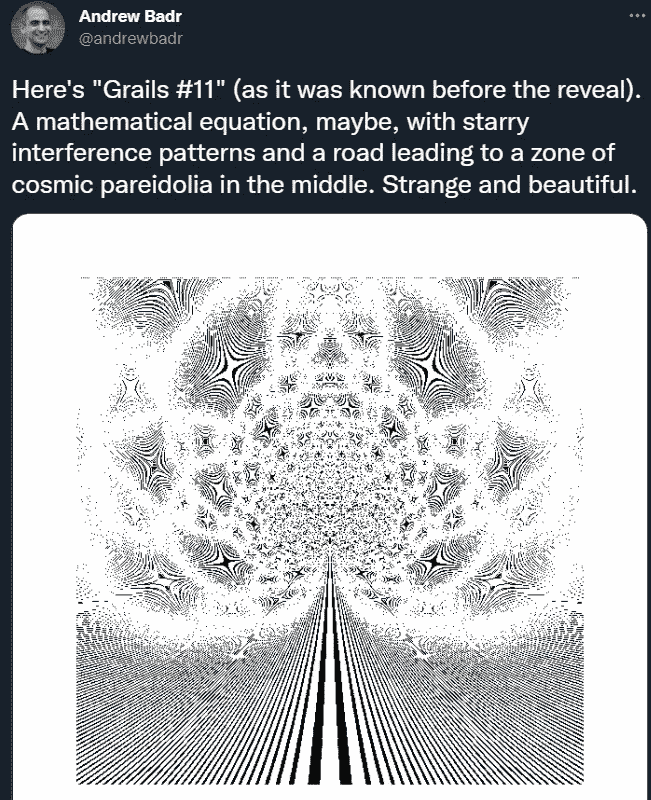 Andrew Badr
@andrewbadr
Here's "Grails #11" (as it was known before the reveal).
A mathematical equation, maybe, with starry
interference patterns and a road leading to a zone of
cosmic pareidolia in the middle. Strange and beautiful.